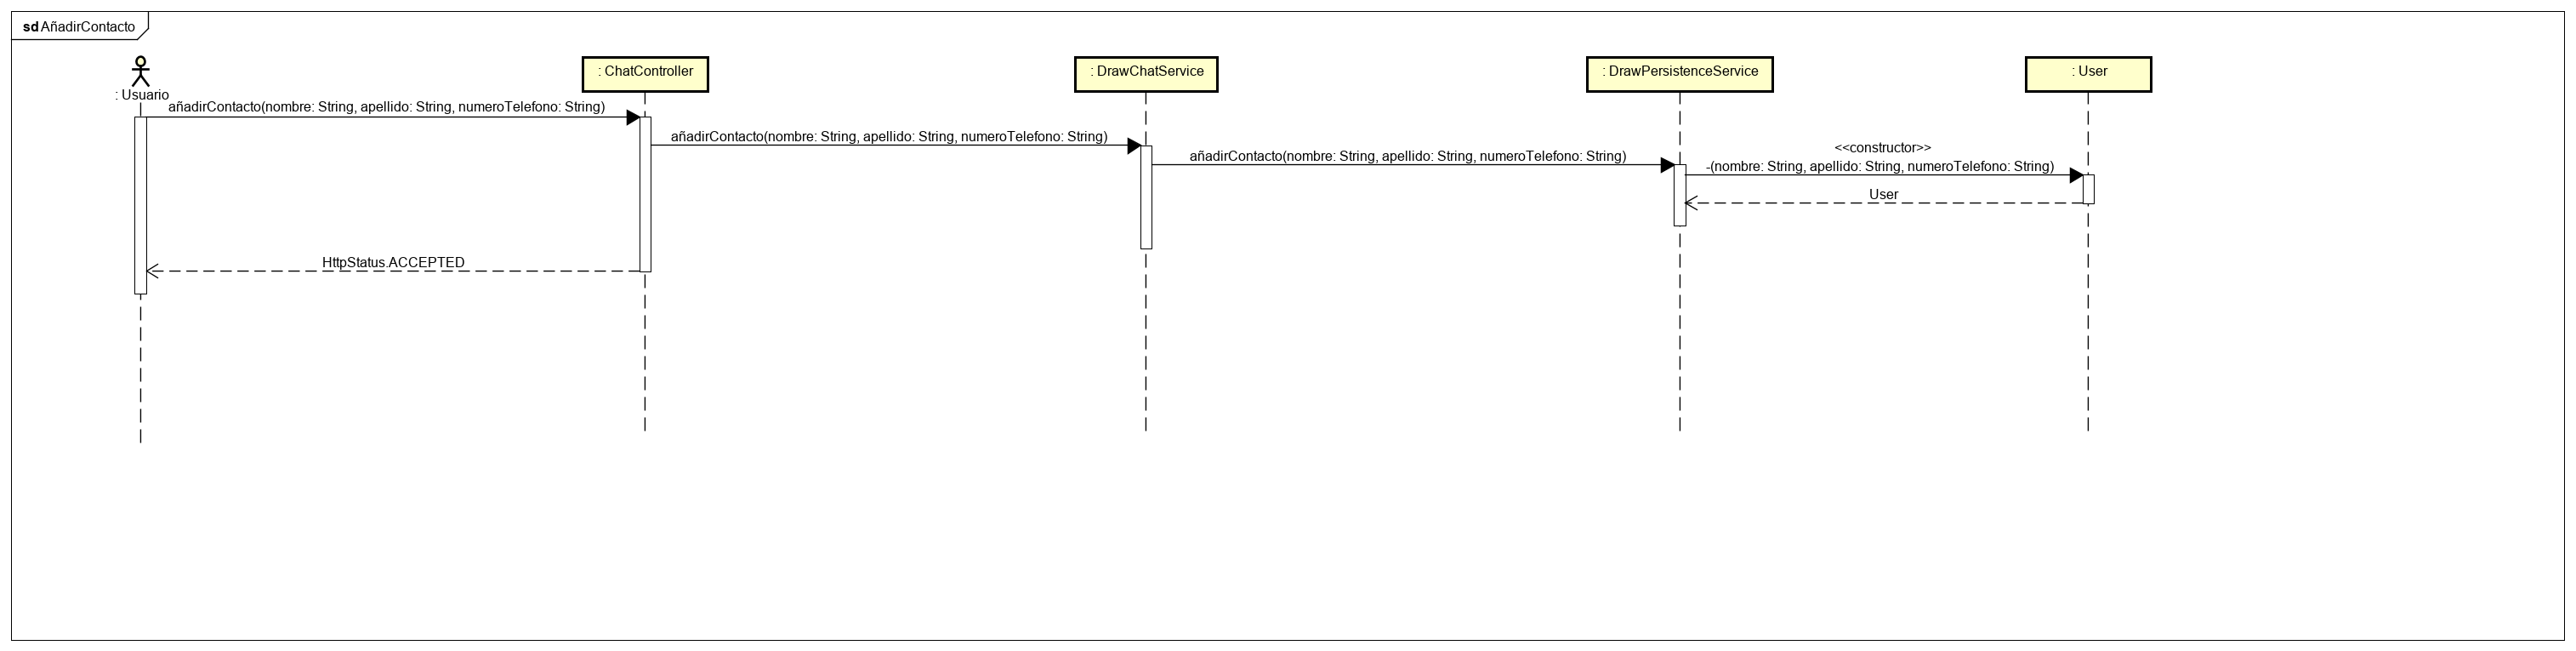 sd AñadirContacto
: Usuario
: ChatController
: DrawChatService
: DrawPersistenceService
: User
añadirContacto(nombre: String, apellido: String, numeroTelefono: String)
añadirContacto(nombre: String, apellido: String, numeroTelefono: String)
añadirContacto(nombre: String, apellido: String, numeroTelefono: String)
<<constructor>>
-(nombre: String, apellido: String, numeroTelefono: String)
User
HttpStatus.ACCEPTED